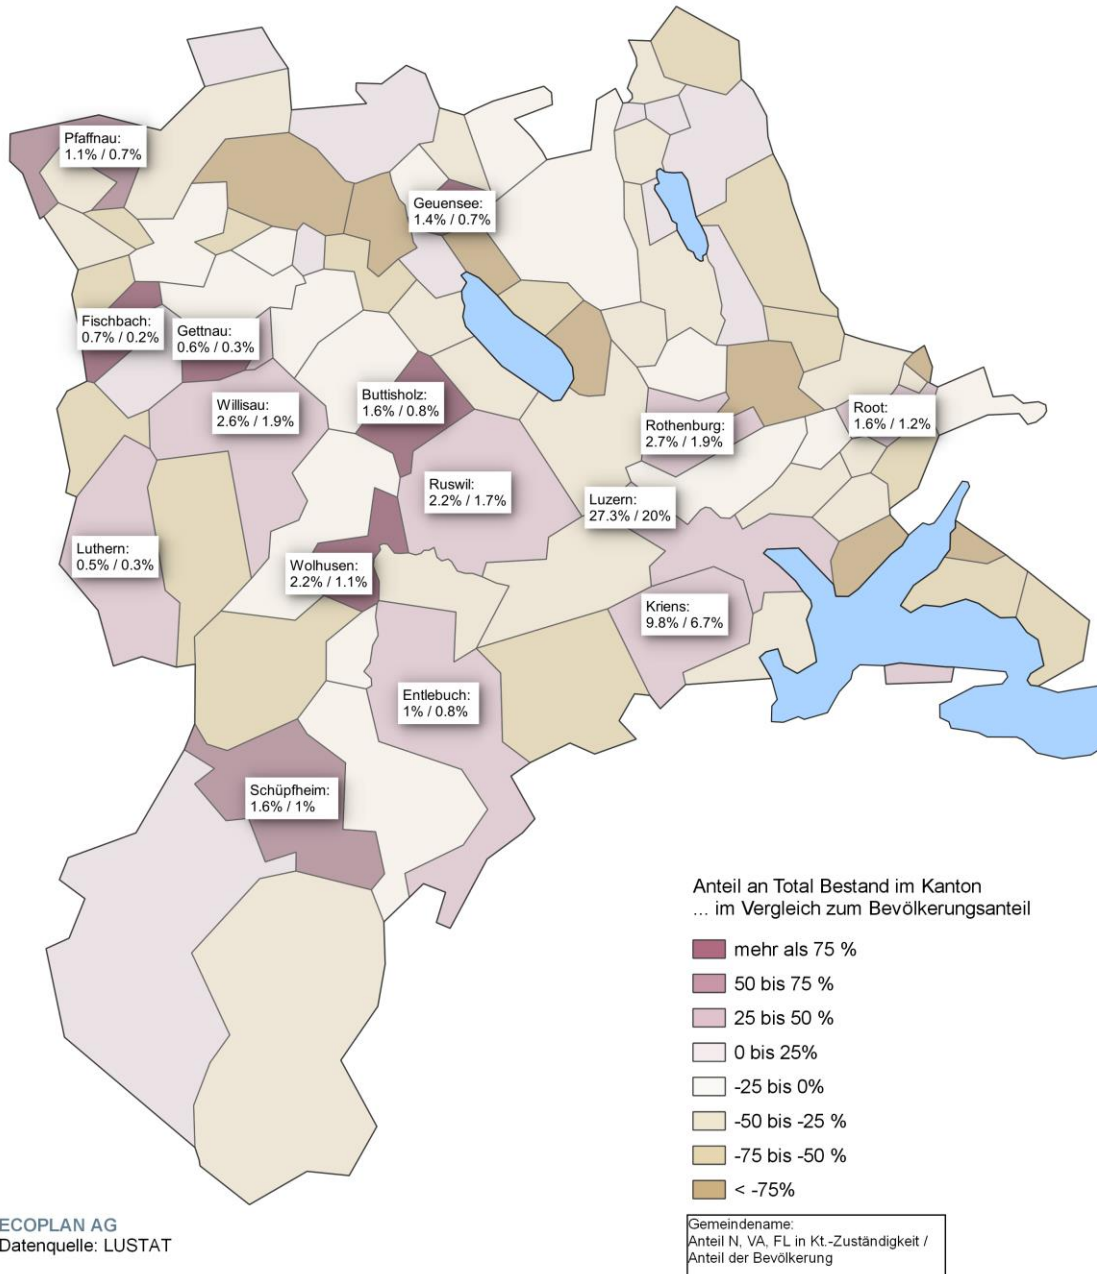 Pfaffnau:
1.1% / 0.7%
Geuensee:
1.4% / 0.7%
Fischbach:
0.7% / 0.2%
Gettnau:
0.6% / 0.3%
Willisau:
2.6% / 1.9%
Buttisholz:
1.6% / 0.8%
Rothenburg:
2.7% / 1.9%
Root:
1.6% / 1.2%
Ruswil:
2.2% / 1.7%
Luzern:
27.3% / 20%
Luthern:
0.5% / 0.3%
Wolhusen:
2.2% / 1.1%
Kriens:
9.8% / 6.7%
Entlebuch:
1% / 0.8%
Schüpfheim:
1.6% / 1%
Anteil an Total Bestand im Kanton
... im Vergleich zum Bevölkerungsanteil
mehr als 75 %
50 bis 75 %
25 bis 50 %
0 bis 25%
-25 bis 0%
-50 bis -25 %
-75 bis -50 %
< -75%
Gemeindename:
Anteil N, VA, FL in Kt.-Zuständigkeit /
Anteil der Bevölkerung
ECOPLAN AG
Datenquelle: LUSTAT